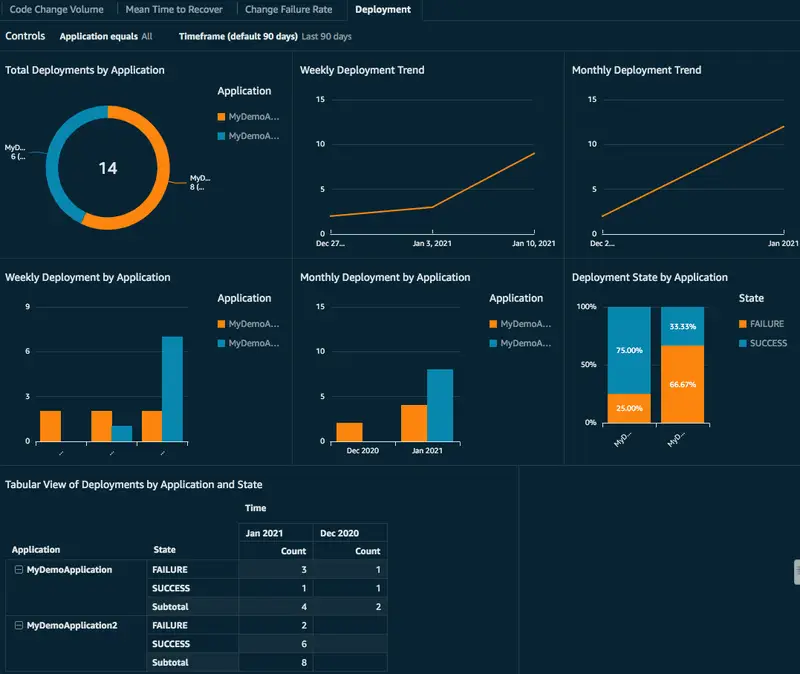 Code Change Volume
Mean Time to Recover
Change Failure Rate
Deployment
Controls
Application equals All
Timeframe (default 90 days) Last 90 days
Total Deployments by Application
Application
MyDemoA...
MyDemoA...
MyD...
6 (...
14
MyD...
8 (...
Weekly Deployment Trend
15
10
5
0
Dec 27...
Jan 3, 2021
Jan 10, 2021
Monthly Deployment Trend
15
10
5
0
Dec 2...
Jan 2021
Weekly Deployment by Application
Application
MyDemoA...
MyDemoA...
9
6
3
0
Monthly Deployment by Application
Application
MyDemoA...
MyDemoA...
15
10
5
0
Dec 2020
Jan 2021
Deployment State by Application
State
FAILURE
SUCCESS
100%
50%
0%
75.00%
25.00%
33.33%
66.67%
MyD...
MyD...
Tabular View of Deployments by Application and State
Time
Jan 2021 Dec 2020
Application State Count Count
MyDemoApplication FAILURE 3 1
SUCCESS 1 1
Subtotal 4 2
MyDemoApplication2 FAILURE 2
SUCCESS 6
Subtotal 8